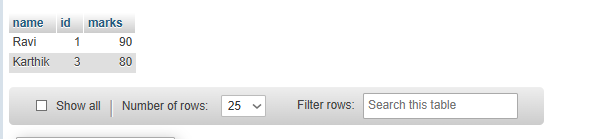 name id marks
Ravi 1 90
Karthik 3 80
Show all | Number of rows: 25 Filter rows: Search this table